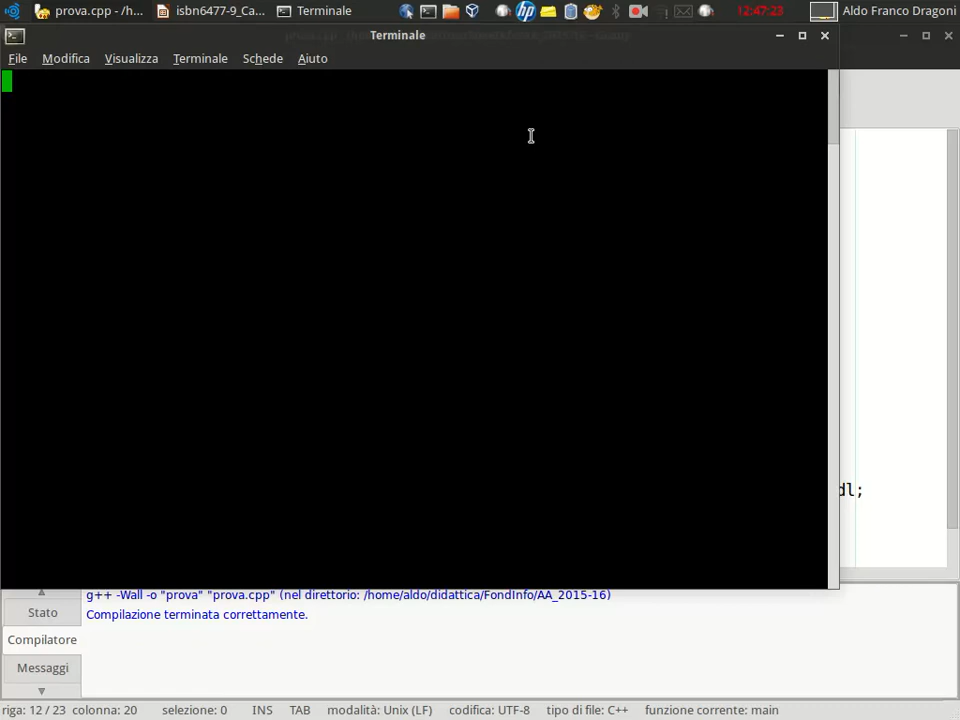 prova.cpp - /h...
isbn6477-9_Ca...
Terminale
12:47:23
Aldo Franco Dragoni
Terminale
File
Modifica
Visualizza
Terminale
Schede
Aiuto
dl;
g++ -Wall -o "prova" "prova.cpp" (nel direttorio: /home/aldo/didattica/FondInfo/AA_2015-16)
Stato
Compilazione terminata correttamente.
Compilatore
Messaggi
riga: 12 / 23 colonna: 20 selezione: 0 INS TAB modalità: Unix (LF) codifica: UTF-8 tipo di file: C++ funzione corrente: main